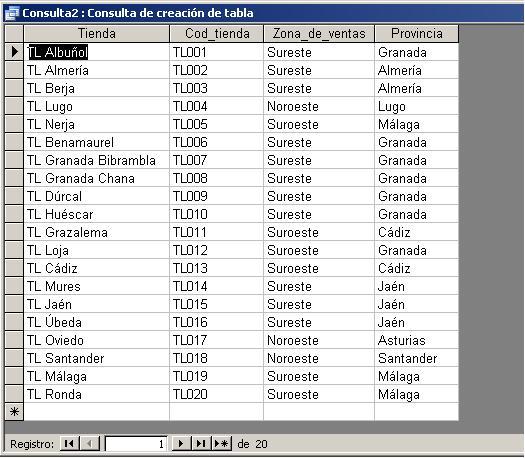 Consulta2 : Consulta de creación de tabla
Tienda Cod_tienda Zona_de_ventas Provincia
TL Albuñol TL001 Sureste Granada
TL Almería TL002 Sureste Almería
TL Berja TL003 Sureste Almería
TL Lugo TL004 Noroeste Lugo
TL Nerja TL005 Suroeste Málaga
TL Benamaurel TL006 Sureste Granada
TL Granada Bibrambla TL007 Sureste Granada
TL Granada Chana TL008 Sureste Granada
TL Dúrcal TL009 Sureste Granada
TL Huéscar TL010 Sureste Granada
TL Grazalema TL011 Suroeste Cádiz
TL Loja TL012 Suroeste Granada
TL Cádiz TL013 Suroeste Cádiz
TL Mures TL014 Sureste Jaén
TL Jaén TL015 Sureste Jaén
TL Úbeda TL016 Sureste Jaén
TL Oviedo TL017 Noroeste Asturias
TL Santander TL018 Noroeste Santander
TL Málaga TL019 Suroeste Málaga
TL Ronda TL020 Suroeste Málaga
Registro: 1 de 20